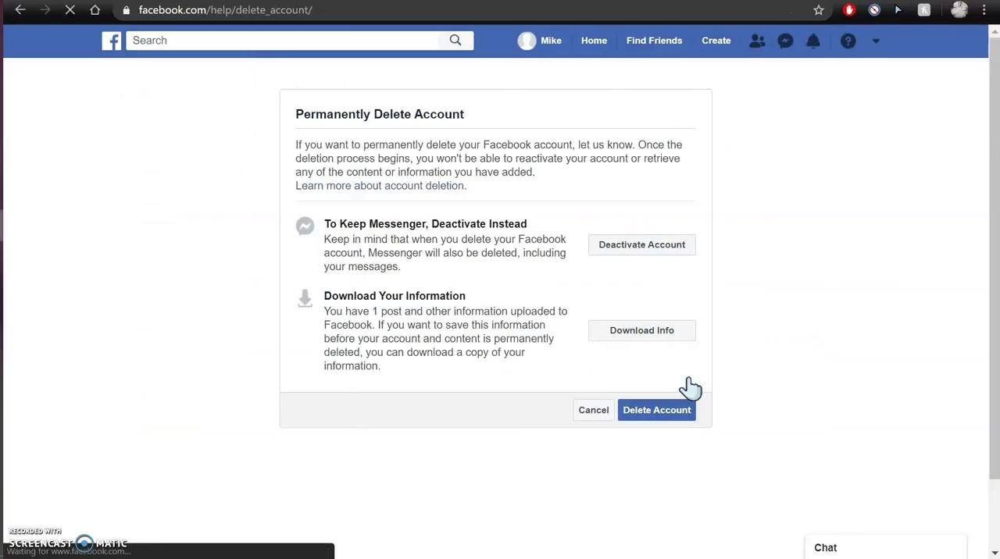 facebook.com/help/delete_account/
Search
Mike
Home
Find Friends
Create
Permanently Delete Account
If you want to permanently delete your Facebook account, let us know. Once the
deletion process begins, you won't be able to reactivate your account or retrieve
any of the content or information you have added.
Learn more about account deletion.
To Keep Messenger, Deactivate Instead
Keep in mind that when you delete your Facebook
account, Messenger will also be deleted, including
your messages.
Deactivate Account
Download Your Information
You have 1 post and other information uploaded to
Facebook. If you want to save this information
before your account and content is permanently
deleted, you can download a copy of your
information.
Download Info
Cancel
Delete Account
RECORDED WITH
SCREENCAST MATIC
Waiting for www.facebook.com...
Chat